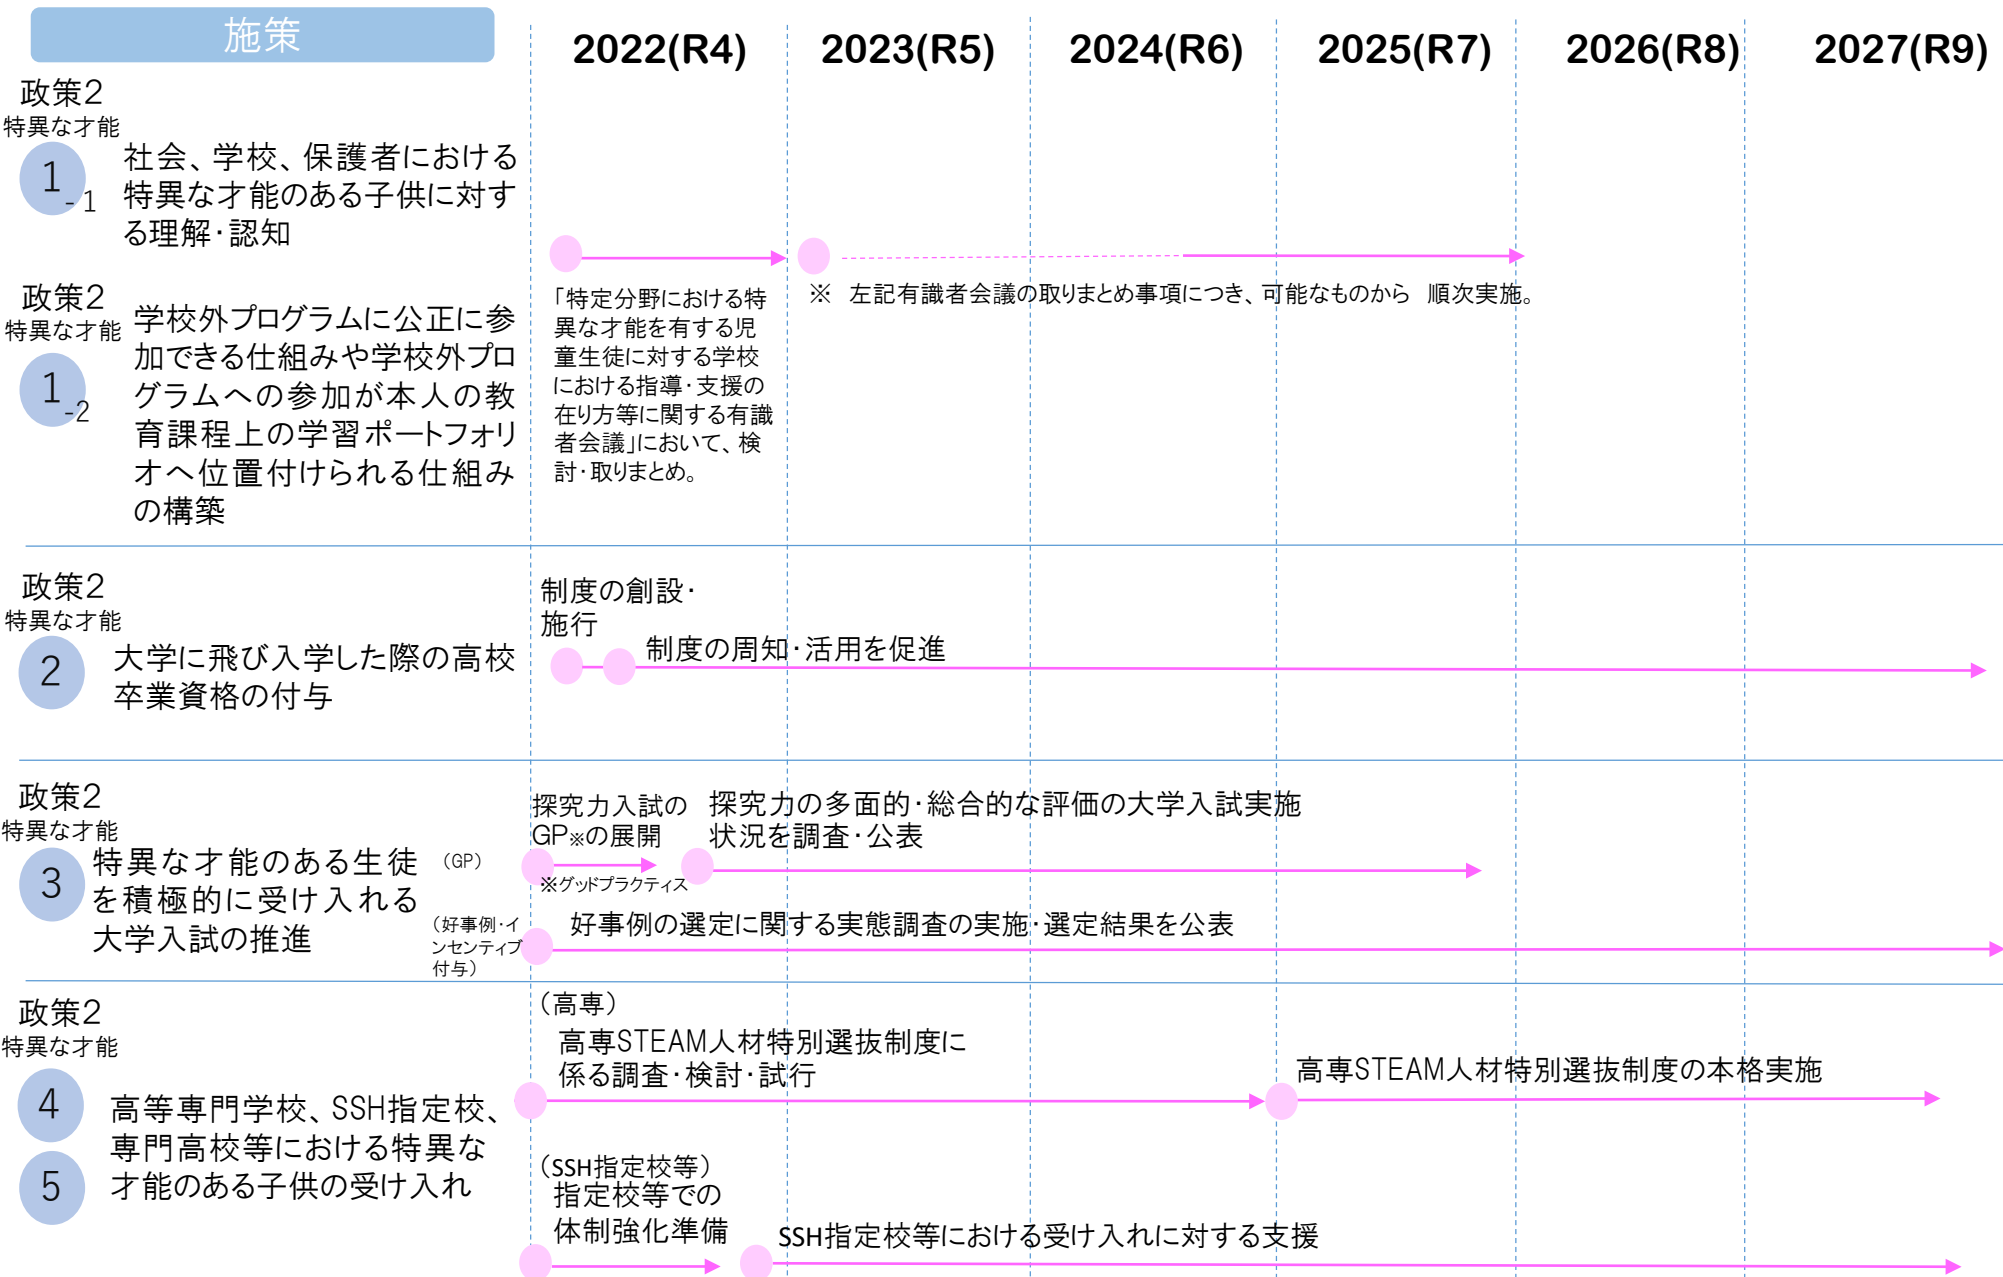 施策
2022(R4)
2023(R5)
2024(R6)
2025(R7)
2026(R8)
2027(R9)
政策2
特異な才能
1
-1
社会、学校、保護者における
特異な才能のある子供に対す
る理解・認知
政策2
特異な才能
1
-2
学校外プログラムに公正に参
加できる仕組みや学校外プロ
グラムへの参加が本人の教
育課程上の学習ポートフォリ
オへ位置付けられる仕組み
の構築
「特定分野における特
異な才能を有する児
童生徒に対する学校
における指導・支援の
在り方等に関する有識
者会議」において、検
討・取りまとめ。
※ 左記有識者会議の取りまとめ事項につき、可能なものから 順次実施。
政策2
特異な才能
2
大学に飛び入学した際の高校
卒業資格の付与
制度の創設・
施行
制度の周知・活用を促進
政策2
特異な才能
3
特異な才能のある生徒
を積極的に受け入れる
大学入試の推進
(GP)
探究力入試の
GP※の展開
※グッドプラクティス
探究力の多面的・総合的な評価の大学入試実施
状況を調査・公表
(好事例・イ
ンセンティブ
付与)
好事例の選定に関する実態調査の実施・選定結果を公表
政策2
特異な才能
4
5
高等専門学校、SSH指定校、
専門高校等における特異な
才能のある子供の受け入れ
(高専)
高専STEAM人材特別選抜制度に
係る調査・検討・試行
高専STEAM人材特別選抜制度の本格実施
(SSH指定校等)
指定校等での
体制強化準備
SSH指定校等における受け入れに対する支援